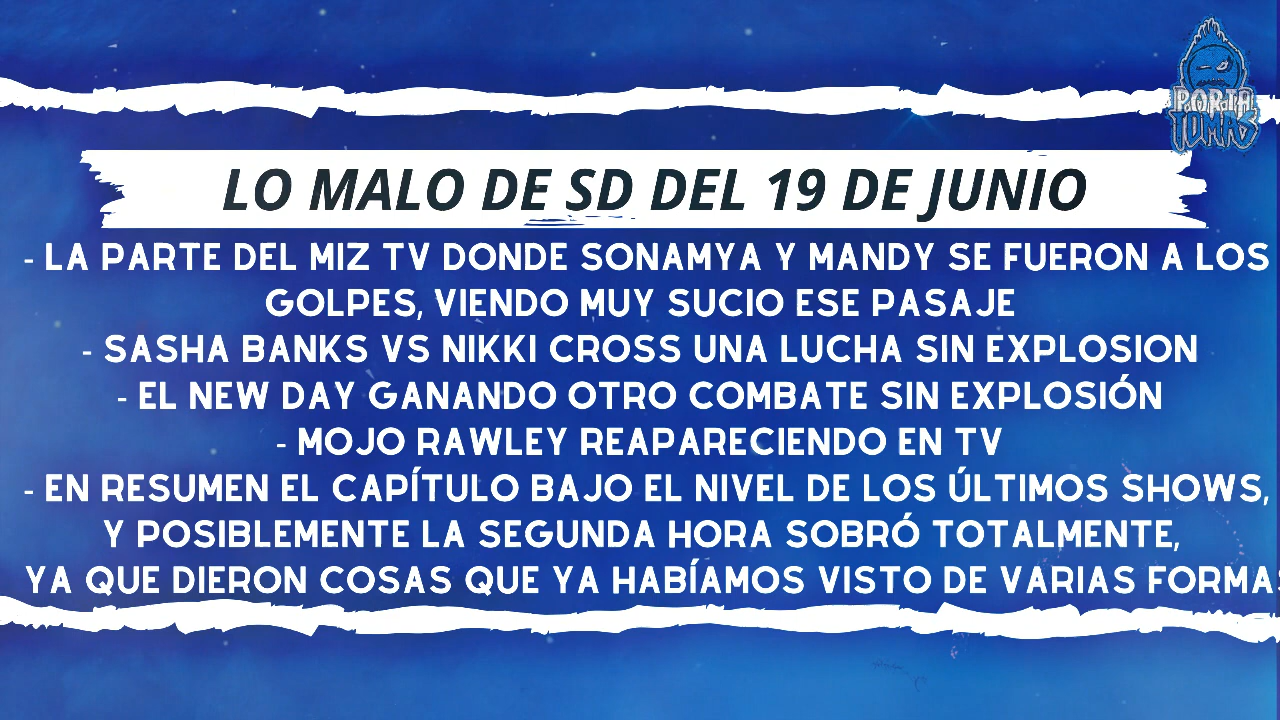 PORTA
TOMAS
LO MALO DE SD DEL 19 DE JUNIO
- LA PARTE DEL MIZ TV DONDE SONAMYA Y MANDY SE FUERON A LOS
GOLPES, VIENDO MUY SUCIO ESE PASAJE
- SASHA BANKS VS NIKKI CROSS UNA LUCHA SIN EXPLOSION
- EL NEW DAY GANANDO OTRO COMBATE SIN EXPLOSIÓN
- MOJO RAWLEY REAPARECIENDO EN TV
- EN RESUMEN EL CAPÍTULO BAJO EL NIVEL DE LOS ÚLTIMOS SHOWS,
Y POSIBLEMENTE LA SEGUNDA HORA SOBRÓ TOTALMENTE,
YA QUE DIERON COSAS QUE YA HABÍAMOS VISTO DE VARIAS FORMAS